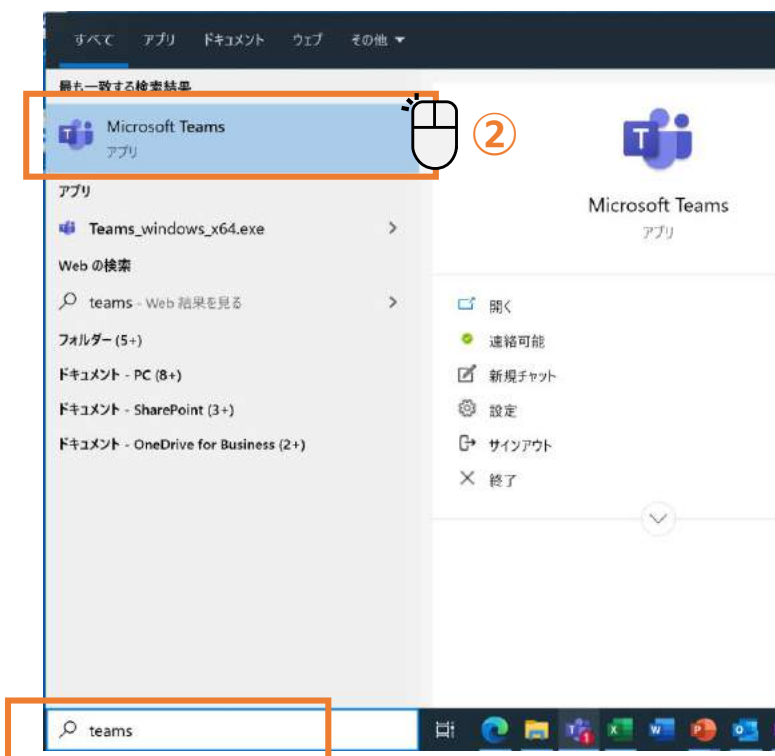 すべて アプリ ドキュメント ウェブ その他
最も一致する検索結果
Microsoft Teams
アプリ
②
アプリ
Teams_windows_x64.exe
Web の検索
teams - Web 結果を見る
フォルダー (5+)
ドキュメント - PC (8+)
ドキュメント - SharePoint (3+)
ドキュメント - OneDrive for Business (2+)
Microsoft Teams
アプリ
開く
連絡可能
新規チャット
設定
サインアウト
終了
teams